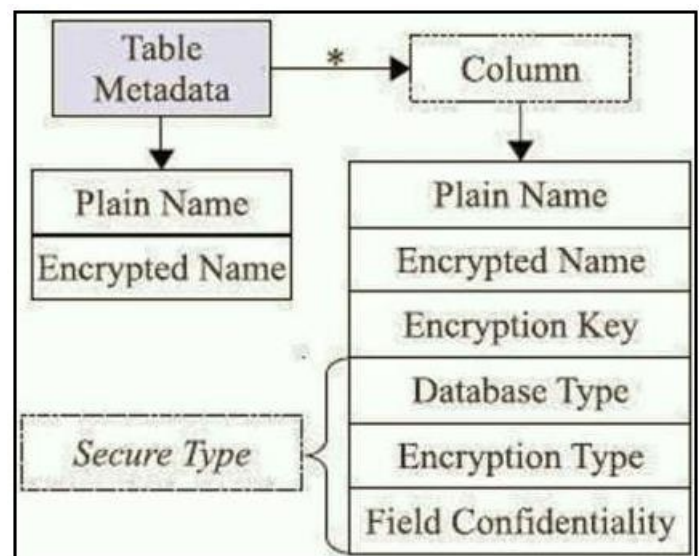 Table
Metadata
*
Column
Plain Name
Encrypted Name
Plain Name
Encrypted Name
Encryption Key
Database Type
Encryption Type
Field Confidentiality
Secure Type